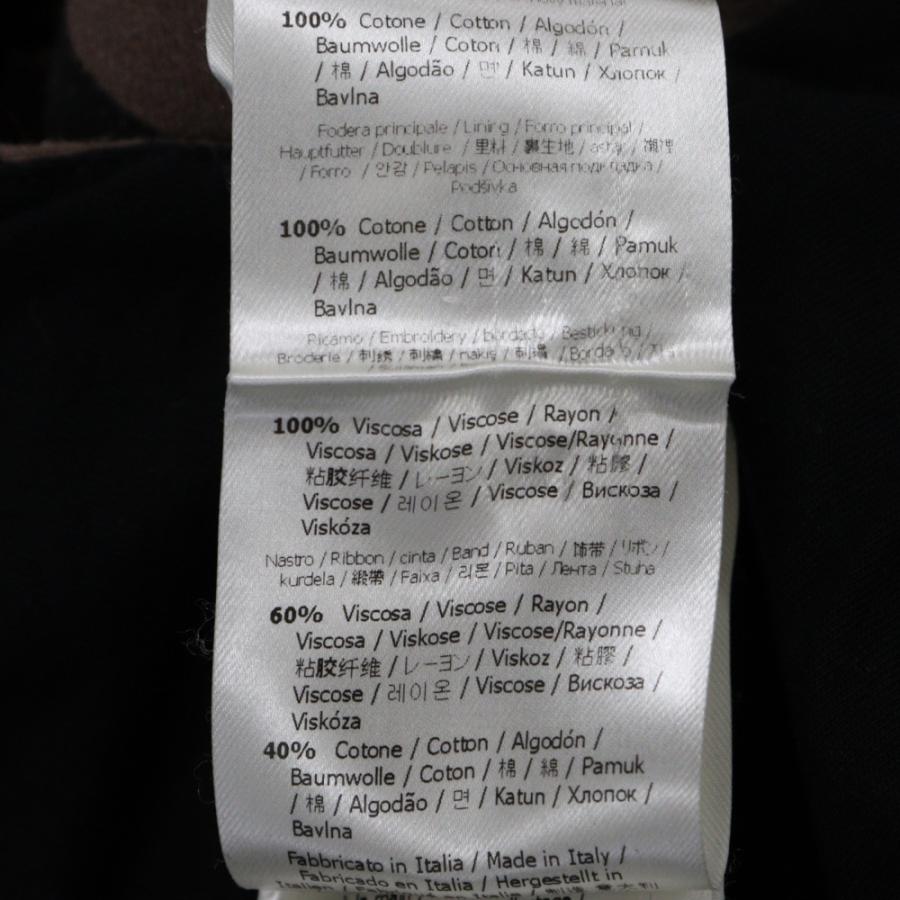 100% Cotone / Cotton / Algodón /
Baumwolle / Coton / 棉 / 綿 / Pamuk
/ 棉 / Algodão / 면 / Katun / Хлопок /
Bavlna
Fodera principale / Lining / Forro principal /
Hauptfutter / Doublure / 里料 / 裏生地 / astar /
/ Forro / 안감 / Pelapis / Основная подкладка /
Podšívka
100% Cotone / Cotton / Algodón /
Baumwolle / Coton / 棉 / 綿 / Pamuk
/ 棉 / Algodão / 면 / Katun / Хлопок /
Bavlna
Ricamo / Embroidery / bordado /
Broderie / 刺绣 / 刺繍 / nakış / 刺繡 /
100% Viscosa / Viscose / Rayon /
Viscosa / Viskose / Viscose/Rayonne /
粘胶纤维 / レーヨン / Viskoz / 粘膠 /
Viscose / 레이온 / Viscose / Вискоза /
Viskóza
Nastro / Ribbon / cinta / Band / Ruban / 饰带 / リボン /
kurdela / 緞帶 / Faixa / 리본 / Pita / Лента / Stuha
60% Viscosa / Viscose / Rayon /
Viscosa / Viskose / Viscose/Rayonne /
粘胶纤维 / レーヨン / Viskoz / 粘膠 /
Viscose / 레이온 / Viscose / Вискоза /
Viskóza
40% Cotone / Cotton / Algodón /
Baumwolle / Coton / 棉 / 綿 / Pamuk
/ 棉 / Algodão / 면 / Katun / Хлопок /
Bavlna
Fabbricato in Italia / Made in Italy /
Fabricado en Italia / Hergestellt in